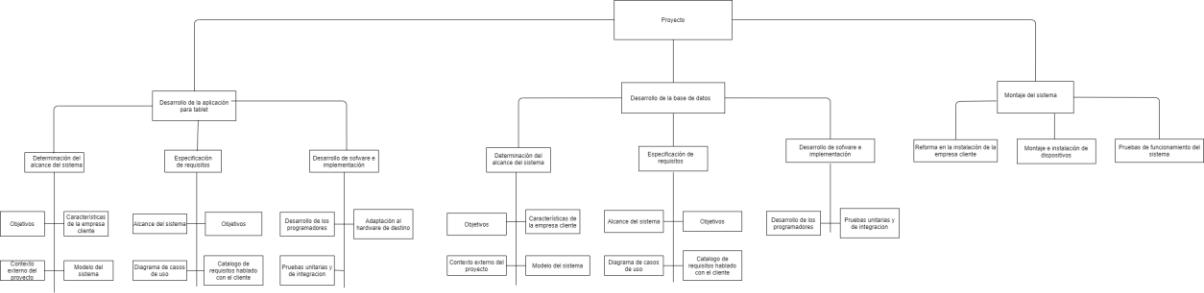 Proyecto
Desarrollo de la aplicación
para tablet
Desarrollo de la base de datos
Montaje del sistema
Determinación del
alcance del sistema
Especificación
de requisitos
Desarrollo de sofware e
implementación
Determinación del
alcance del sistema
Especificación de
requisitos
Desarrollo de sofware e
implementación
Reforma en la instalación de la
empresa cliente
Montaje e instalación de
dispositivos
Pruebas de funcionamiento del
sistema
Objetivos
Características
de la empresa
cliente
Alcance del sistema
Objetivos
Desarrollo de los
programadores
Adaptación al
hardware de destino
Objetivos
Características de
la empresa cliente
Alcance del sistema
Objetivos
Desarrollo de los
programadores
Pruebas unitarias y
de integracion
Contexto
externo del
proyecto
Modelo del
sistema
Diagrama de casos
de uso
Catalogo de
requisitos hablado
con el cliente
Pruebas unitarias y
de integracion
Contexto externo del
proyecto
Modelo del sistema
Diagrama de casos
de uso
Catalogo de
requisitos hablado
con el cliente